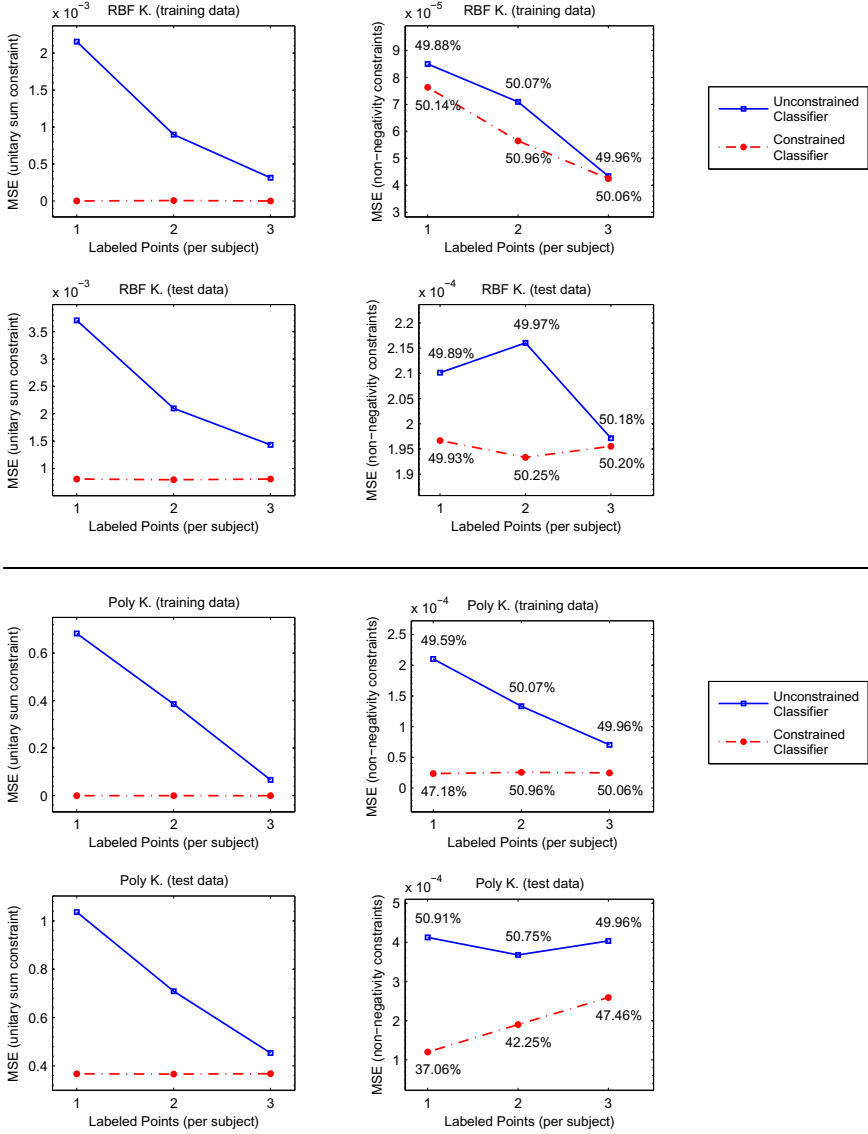 x 10⁻³
RBF K. (training data)
MSE (unitary sum constraint)
2
1.5
1
0.5
0
1 2 3
Labeled Points (per subject)
x 10⁻⁵
RBF K. (training data)
MSE (non−negativity constraints)
9
8
7
6
5
4
3
49.88%
50.07%
49.96%
50.14%
50.96%
50.06%
1 2 3
Labeled Points (per subject)
Unconstrained
Classifier
Constrained
Classifier
x 10⁻³
RBF K. (test data)
MSE (unitary sum constraint)
3.5
3
2.5
2
1.5
1
1 2 3
Labeled Points (per subject)
x 10⁻⁴
RBF K. (test data)
MSE (non−negativity constraints)
2.2
2.15
2.1
2.05
2
1.95
1.9
49.89%
49.97%
50.18%
49.93%
50.25%
50.20%
1 2 3
Labeled Points (per subject)
Poly K. (training data)
MSE (unitary sum constraint)
0.6
0.4
0.2
0
1 2 3
Labeled Points (per subject)
x 10⁻⁴
Poly K. (training data)
MSE (non−negativity constraints)
2.5
2
1.5
1
0.5
0
49.59%
50.07%
49.96%
47.18%
50.96%
50.06%
1 2 3
Labeled Points (per subject)
Unconstrained
Classifier
Constrained
Classifier
Poly K. (test data)
MSE (unitary sum constraint)
1
0.8
0.6
0.4
1 2 3
Labeled Points (per subject)
x 10⁻⁴
Poly K. (test data)
MSE (non−negativity constraints)
5
4
3
2
1
50.91%
50.75%
49.96%
37.06%
42.25%
47.46%
1 2 3
Labeled Points (per subject)